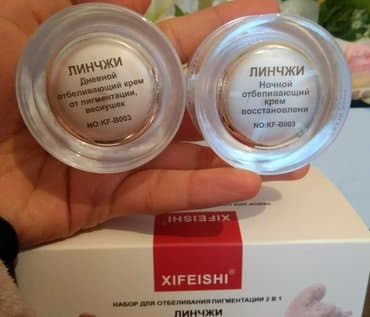 ЛИНЧЖИ
Дневной
отбеливающий крем
от пигментации,
веснушек
NO:KF-B003
ЛИНЧЖИ
Ночной
отбеливающий
крем
восстановлени
NO:KF-B003
XIFEISHI
XIFEISHI®
НАБОР ДЛЯ ОТБЕЛИВАНИЯ ПИГМЕНТАЦИИ 2 В 1
ЛИНЧЖИ